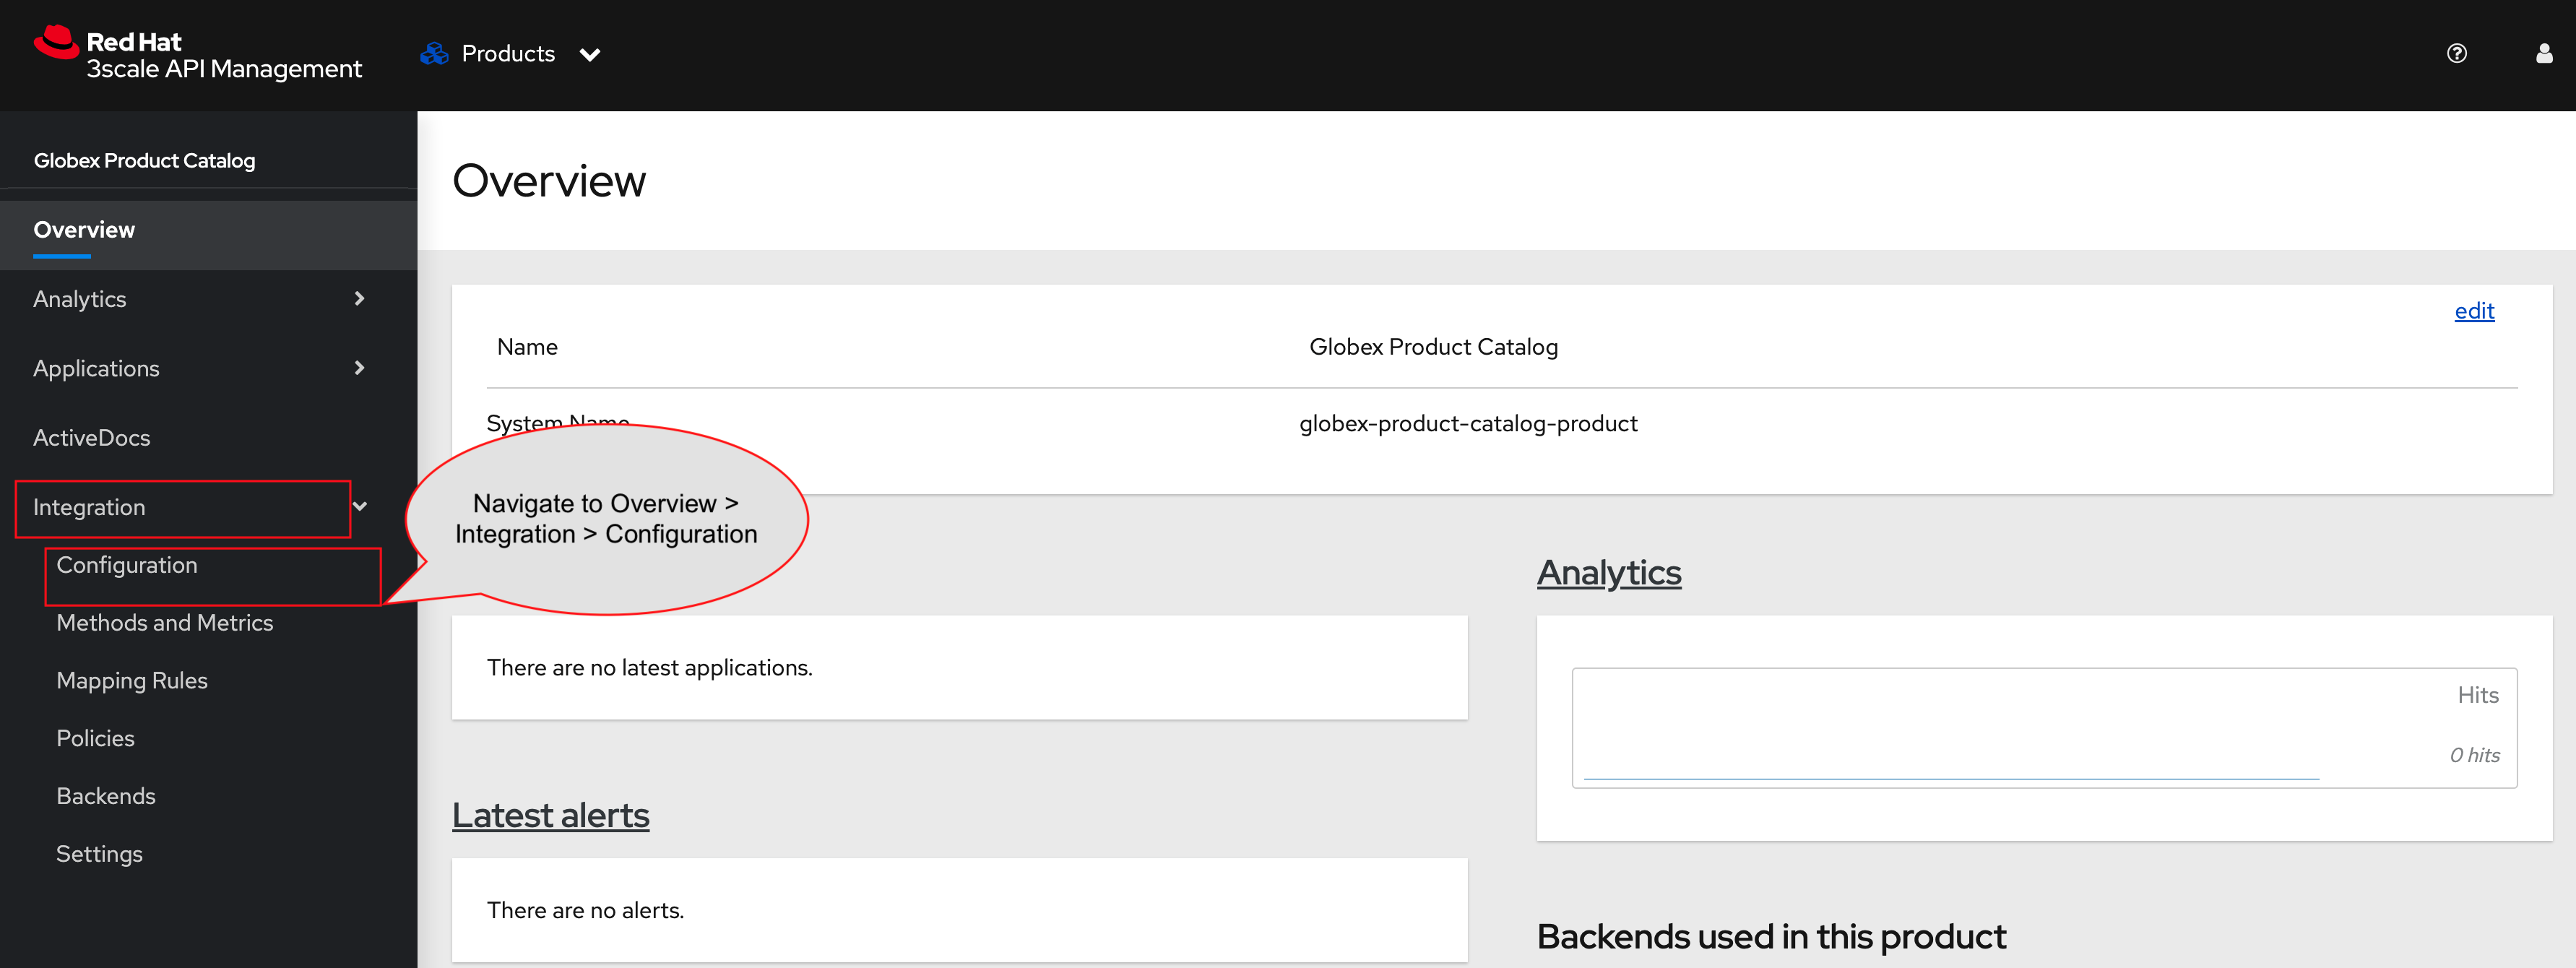 Red Hat
3scale API Management
Products
Globex Product Catalog
Overview
Analytics
Applications
ActiveDocs
Integration
Configuration
Methods and Metrics
Mapping Rules
Policies
Backends
Settings
Overview
edit
Name Globex Product Catalog
System Name globex-product-catalog-product
Navigate to Overview >
Integration > Configuration
There are no latest applications.
Latest alerts
There are no alerts.
Analytics
Hits
0 hits
Backends used in this product